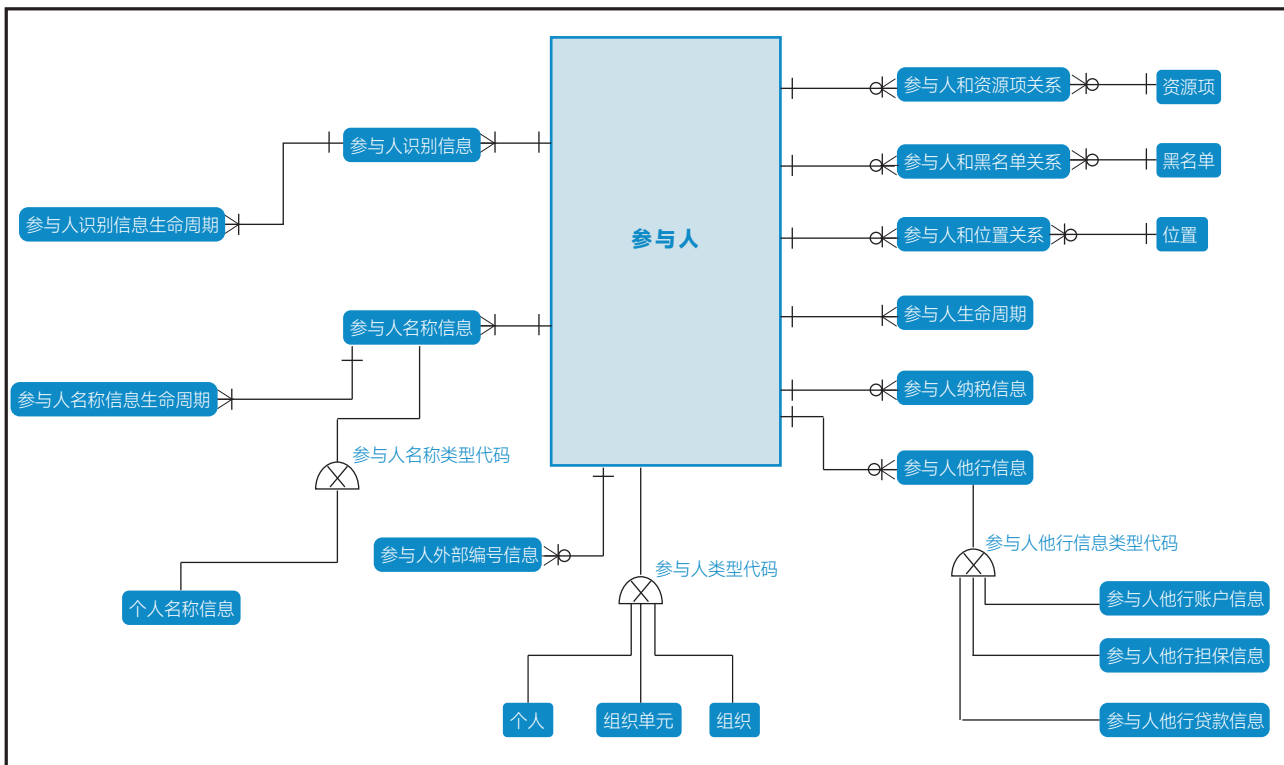 参与人和资源项关系
资源项
参与人识别信息
参与人和黑名单关系
黑名单
参与人识别信息生命周期
参与人
参与人和位置关系
位置
参与人名称信息
参与人生命周期
参与人名称信息生命周期
参与人纳税信息
参与人名称类型代码
参与人他行信息
参与人外部编号信息
参与人类型代码
参与人他行信息类型代码
个人名称信息
参与人他行账户信息
参与人他行担保信息
个人
组织单元
组织
参与人他行贷款信息